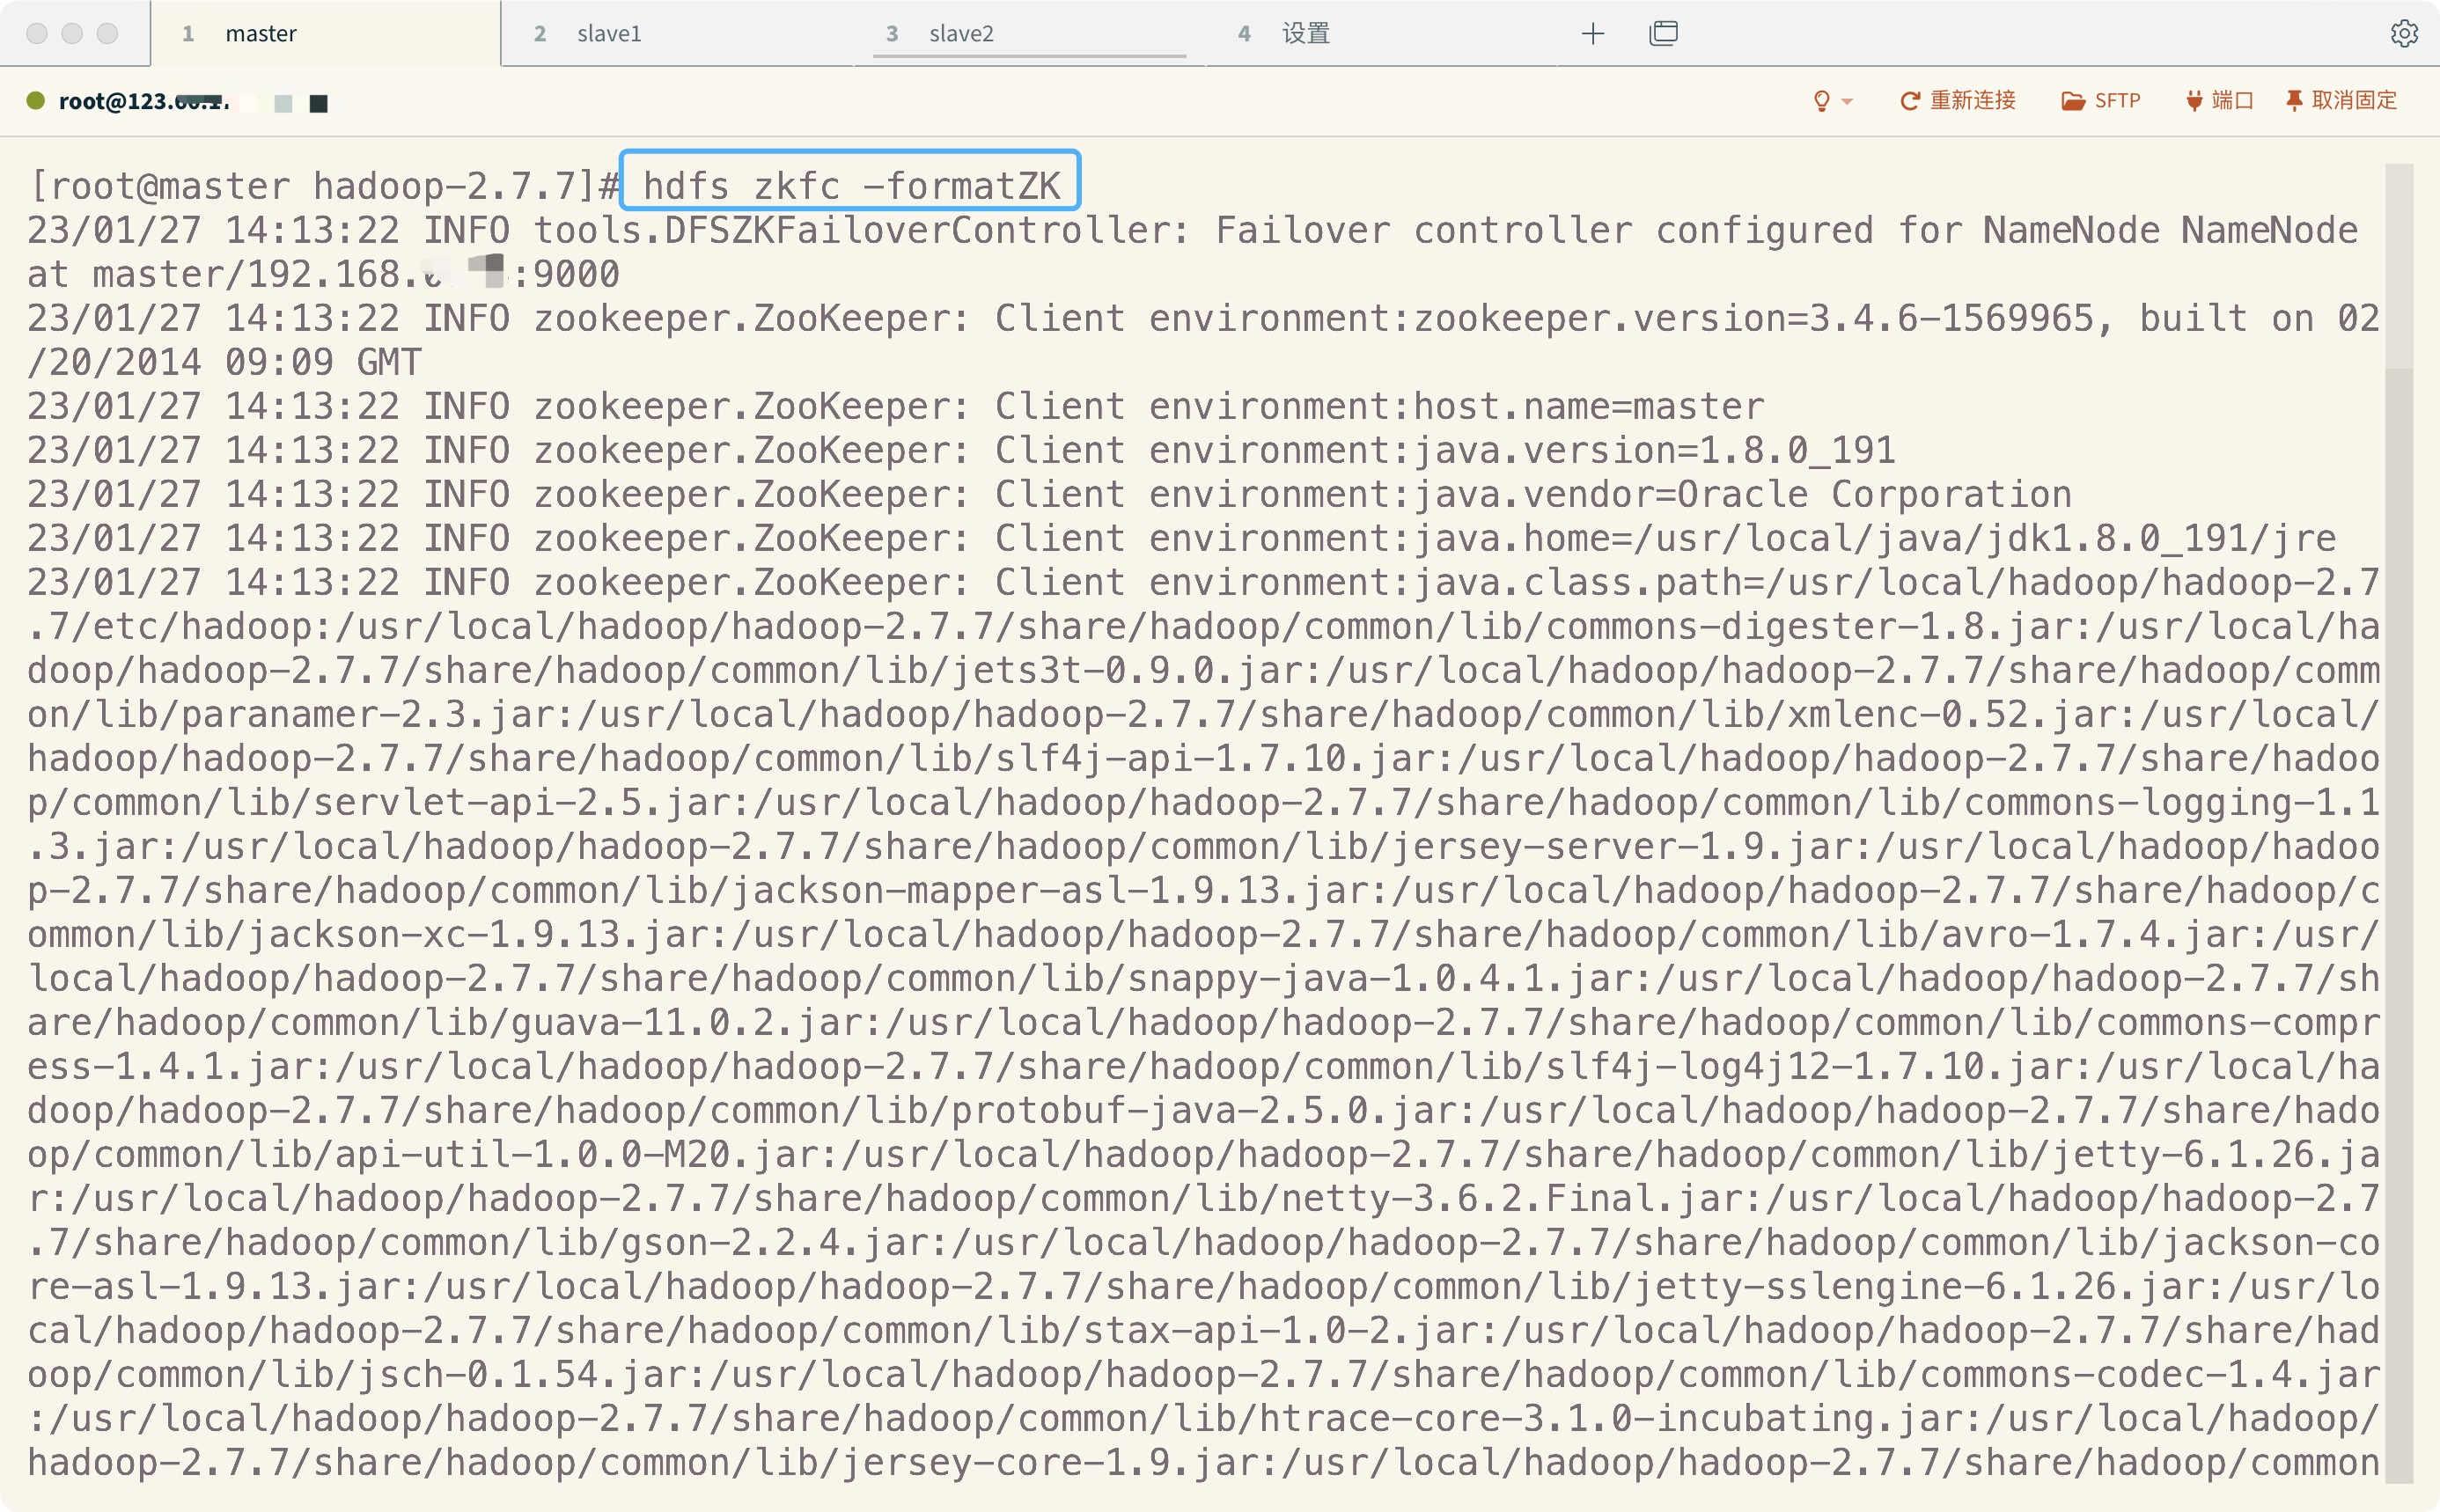 1 master 2 slave1 3 slave2 4 设置
root@123. 重新连接 SFTP 端口 取消固定
[root@master hadoop-2.7.7]# hdfs zkfc -formatZK
23/01/27 14:13:22 INFO tools.DFSZKFailoverController: Failover controller configured for NameNode NameNode
at master/192.168. :9000
23/01/27 14:13:22 INFO zookeeper.ZooKeeper: Client environment:zookeeper.version=3.4.6-1569965, built on 02
/20/2014 09:09 GMT
23/01/27 14:13:22 INFO zookeeper.ZooKeeper: Client environment:host.name=master
23/01/27 14:13:22 INFO zookeeper.ZooKeeper: Client environment:java.version=1.8.0_191
23/01/27 14:13:22 INFO zookeeper.ZooKeeper: Client environment:java.vendor=Oracle Corporation
23/01/27 14:13:22 INFO zookeeper.ZooKeeper: Client environment:java.home=/usr/local/java/jdk1.8.0_191/jre
23/01/27 14:13:22 INFO zookeeper.ZooKeeper: Client environment:java.class.path=/usr/local/hadoop/hadoop-2.7
.7/etc/hadoop:/usr/local/hadoop/hadoop-2.7.7/share/hadoop/common/lib/commons-digester-1.8.jar:/usr/local/ha
doop/hadoop-2.7.7/share/hadoop/common/lib/jets3t-0.9.0.jar:/usr/local/hadoop/hadoop-2.7.7/share/hadoop/comm
on/lib/paranamer-2.3.jar:/usr/local/hadoop/hadoop-2.7.7/share/hadoop/common/lib/xmlenc-0.52.jar:/usr/local/
hadoop/hadoop-2.7.7/share/hadoop/common/lib/slf4j-api-1.7.10.jar:/usr/local/hadoop/hadoop-2.7.7/share/hadoo
p/common/lib/servlet-api-2.5.jar:/usr/local/hadoop/hadoop-2.7.7/share/hadoop/common/lib/commons-logging-1.1
.3.jar:/usr/local/hadoop/hadoop-2.7.7/share/hadoop/common/lib/jersey-server-1.9.jar:/usr/local/hadoop/hadoo
p-2.7.7/share/hadoop/common/lib/jackson-mapper-asl-1.9.13.jar:/usr/local/hadoop/hadoop-2.7.7/share/hadoop/c
ommon/lib/jackson-xc-1.9.13.jar:/usr/local/hadoop/hadoop-2.7.7/share/hadoop/common/lib/avro-1.7.4.jar:/usr/
local/hadoop/hadoop-2.7.7/share/hadoop/common/lib/snappy-java-1.0.4.1.jar:/usr/local/hadoop/hadoop-2.7.7/sh
are/hadoop/common/lib/guava-11.0.2.jar:/usr/local/hadoop/hadoop-2.7.7/share/hadoop/common/lib/commons-compr
ess-1.4.1.jar:/usr/local/hadoop/hadoop-2.7.7/share/hadoop/common/lib/slf4j-log4j12-1.7.10.jar:/usr/local/ha
doop/hadoop-2.7.7/share/hadoop/common/lib/protobuf-java-2.5.0.jar:/usr/local/hadoop/hadoop-2.7.7/share/hado
op/common/lib/api-util-1.0.0-M20.jar:/usr/local/hadoop/hadoop-2.7.7/share/hadoop/common/lib/jetty-6.1.26.ja
r:/usr/local/hadoop/hadoop-2.7.7/share/hadoop/common/lib/netty-3.6.2.Final.jar:/usr/local/hadoop/hadoop-2.7
.7/share/hadoop/common/lib/gson-2.2.4.jar:/usr/local/hadoop/hadoop-2.7.7/share/hadoop/common/lib/jackson-co
re-asl-1.9.13.jar:/usr/local/hadoop/hadoop-2.7.7/share/hadoop/common/lib/jetty-sslengine-6.1.26.jar:/usr/lo
cal/hadoop/hadoop-2.7.7/share/hadoop/common/lib/stax-api-1.0-2.jar:/usr/local/hadoop/hadoop-2.7.7/share/had
oop/common/lib/jsch-0.1.54.jar:/usr/local/hadoop/hadoop-2.7.7/share/hadoop/common/lib/commons-codec-1.4.jar
:/usr/local/hadoop/hadoop-2.7.7/share/hadoop/common/lib/htrace-core-3.1.0-incubating.jar:/usr/local/hadoop/
hadoop-2.7.7/share/hadoop/common/lib/jersey-core-1.9.jar:/usr/local/hadoop/hadoop-2.7.7/share/hadoop/common